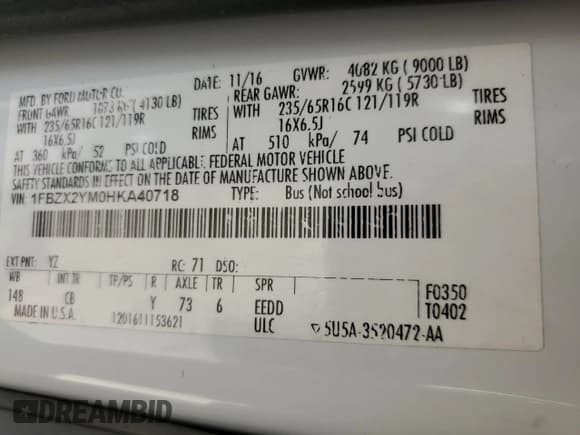 MFD. BY FORD MOTOR CO.
DATE: 11/16 GVWR: 4082 KG ( 9000 LB)
FRONT GAWR: 1873 KG (4130 LB)
REAR GAWR: 2599 KG ( 5730 LB)
WITH 235/65R16C 121/119R TIRES
WITH 235/65R16C 121/119R TIRES
16X6.5J RIMS
16X6.5J RIMS
AT 360 kPa/ 52 PSI COLD
AT 510 kPa/ 74 PSI COLD
THIS VEHICLE CONFORMS TO ALL APPLICABLE FEDERAL MOTOR VEHICLE
SAFETY STANDARDS IN EFFECT ON THE DATE OF MANUFACTURE SHOWN ABOVE.
VIN: 1FBZX2YM0HKA40718 TYPE: Bus (Not school bus)
EXT PNT: YZ RC: 71 DSO:
WB INT TR TP/PS R AXLE TR SPR
148 CB Y 73 6 EEDD
F0350
T0402
MADE IN U.S.A. 1201611153621 ULC
5U5A-3520472-AA
DREAMBID